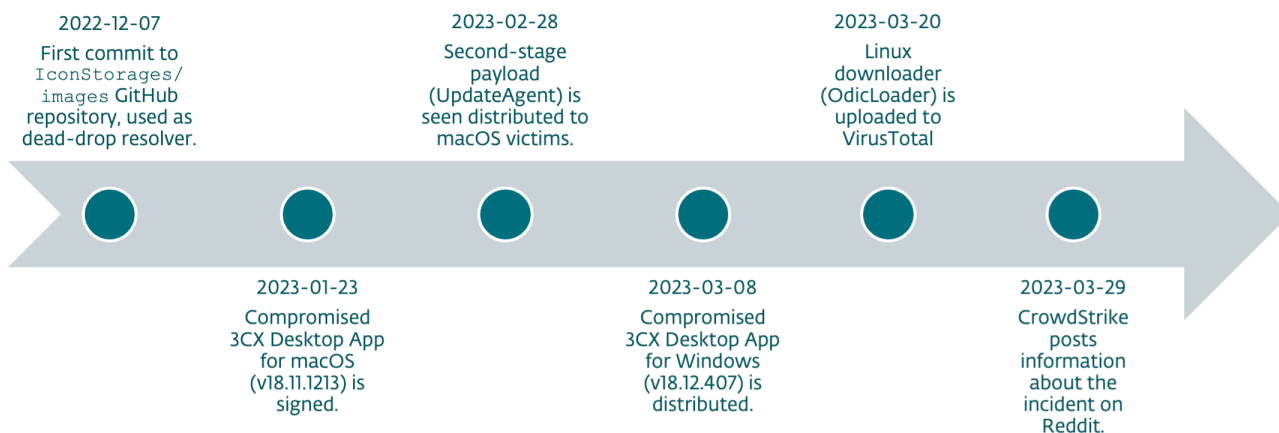 2022-12-07
First commit to
IconStorages/
images GitHub
repository, used as
dead-drop resolver.
2023-01-23
Compromised
3CX Desktop App
for macOS
(v18.11.1213) is
signed.
2023-02-28
Second-stage
payload
(UpdateAgent) is
seen distributed to
macOS victims.
2023-03-08
Compromised
3CX Desktop App
for Windows
(v18.12.407) is
distributed.
2023-03-20
Linux
downloader
(OdicLoader) is
uploaded to
VirusTotal
2023-03-29
CrowdStrike
posts
information
about the
incident on
Reddit.